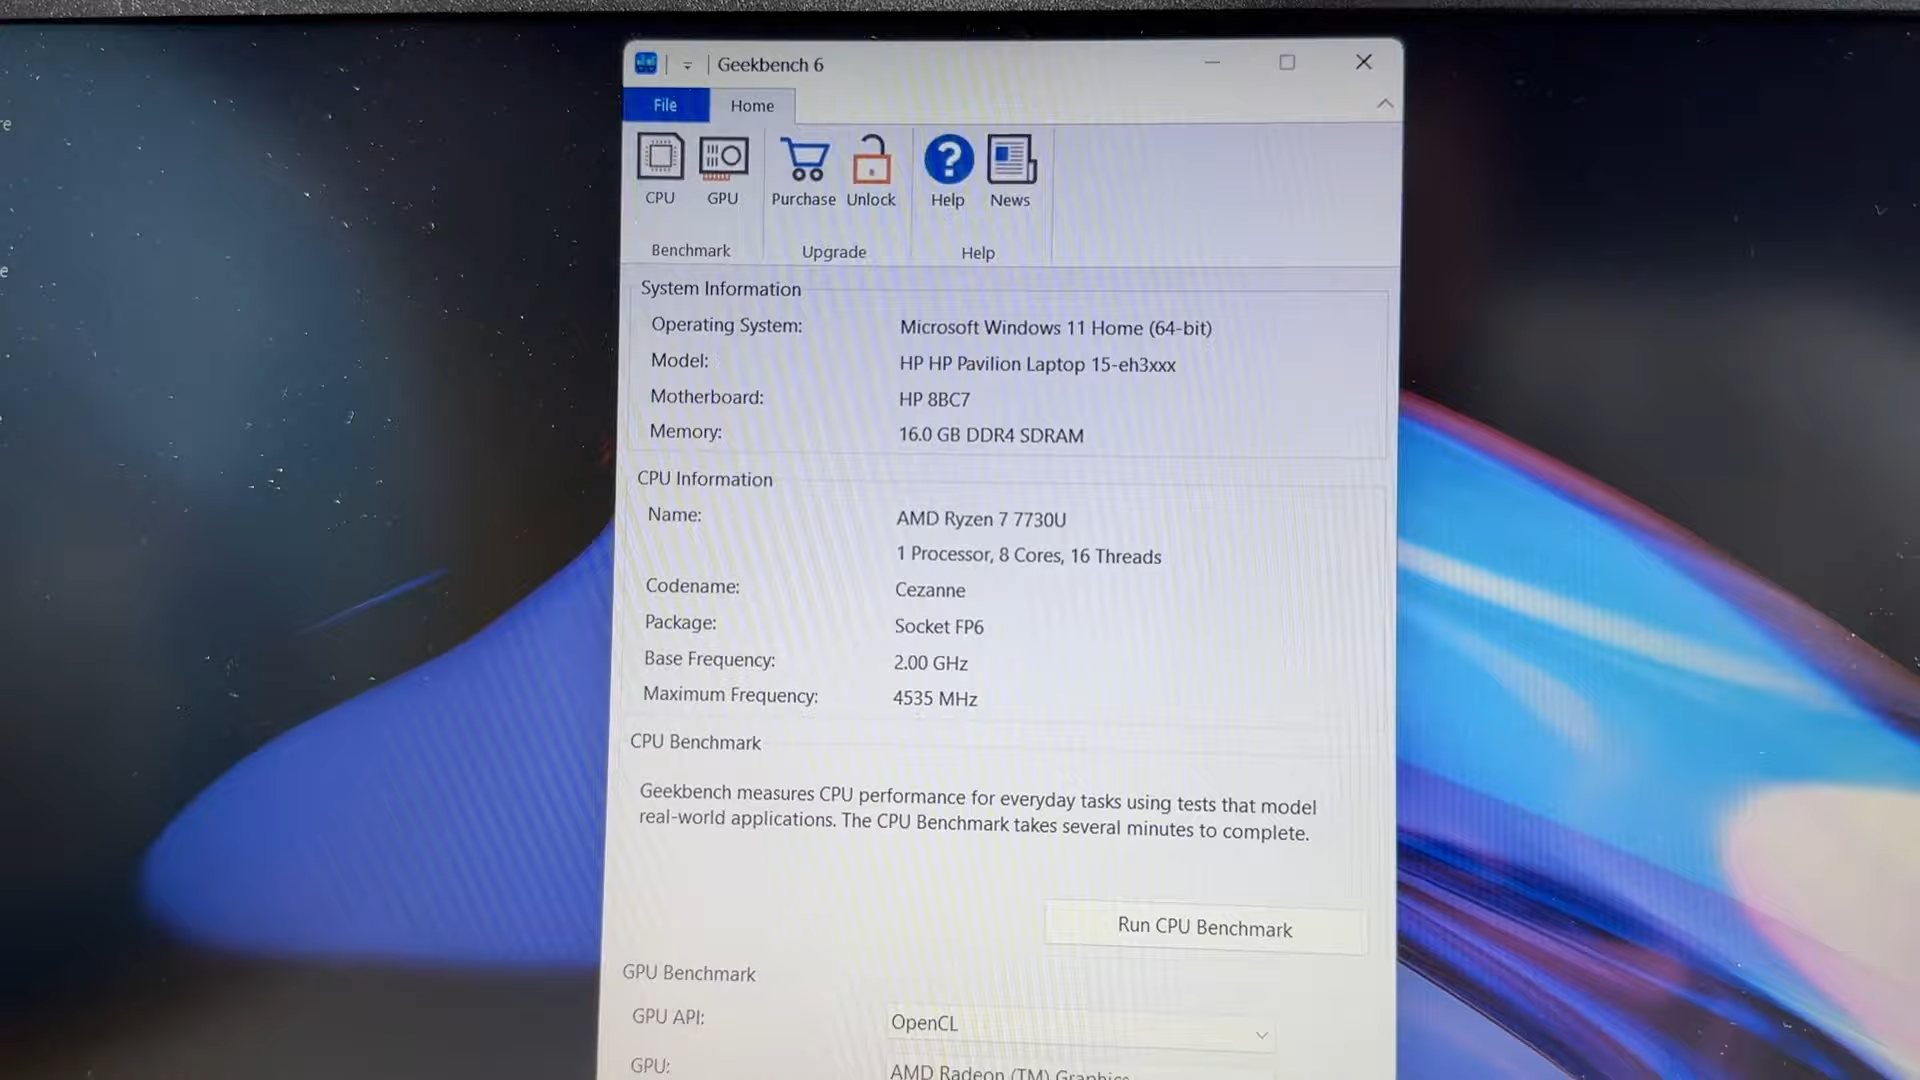 re
e
Geekbench 6
File Home
CPU GPU Purchase Unlock Help News
Benchmark Upgrade Help
System Information
Operating System: Microsoft Windows 11 Home (64-bit)
Model: HP HP Pavilion Laptop 15-eh3xxx
Motherboard: HP 8BC7
Memory: 16.0 GB DDR4 SDRAM
CPU Information
Name: AMD Ryzen 7 7730U
1 Processor, 8 Cores, 16 Threads
Codename: Cezanne
Package: Socket FP6
Base Frequency: 2.00 GHz
Maximum Frequency: 4535 MHz
CPU Benchmark
Geekbench measures CPU performance for everyday tasks using tests that model
real-world applications. The CPU Benchmark takes several minutes to complete.
Run CPU Benchmark
GPU Benchmark
GPU API: OpenCL
GPU: AMD Radeon (TM) Graphics